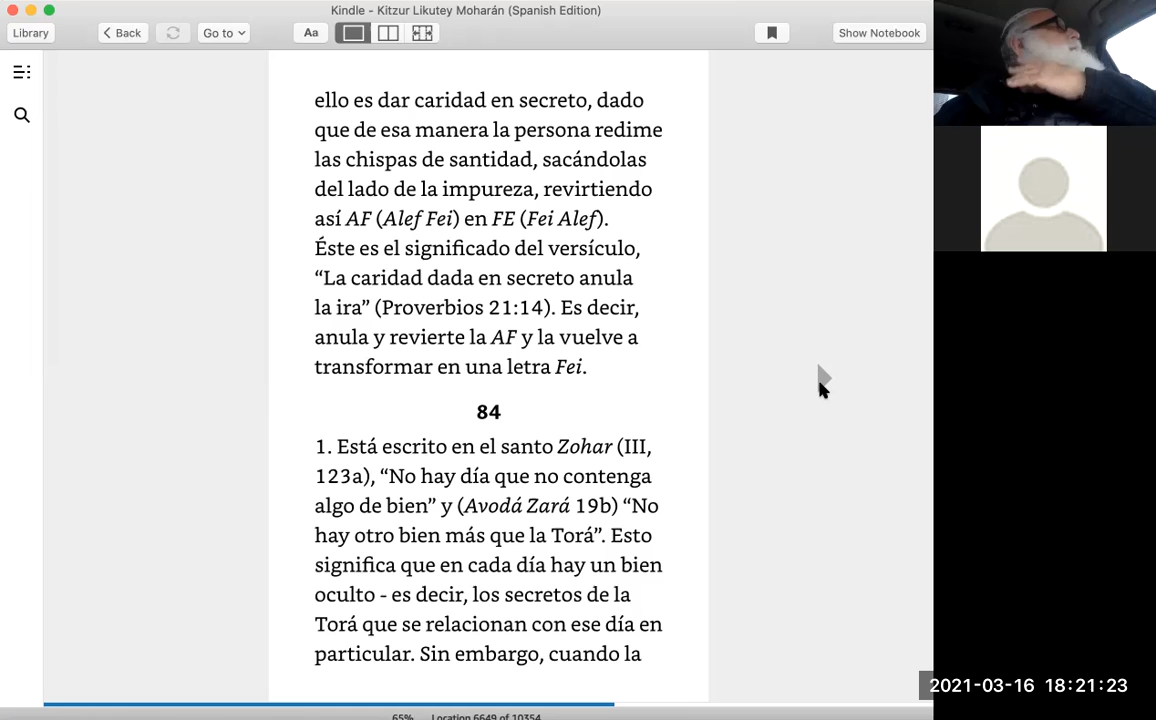 Kindle - Kitzur Likutey Moharán (Spanish Edition)
Library
Back
Go to
Aa
Show Notebook
ello es dar caridad en secreto, dado
que de esa manera la persona redime
las chispas de santidad, sacándolas
del lado de la impureza, revirtiendo
así AF (Alef Fei) en FE (Fei Alef).
Éste es el significado del versículo,
“La caridad dada en secreto anula
la ira” (Proverbios 21:14). Es decir,
anula y revierte la AF y la vuelve a
transformar en una letra Fei.
84
1. Está escrito en el santo Zohar (III,
123a), “No hay día que no contenga
algo de bien” y (Avodá Zará 19b) “No
hay otro bien más que la Torá”. Esto
significa que en cada día hay un bien
oculto - es decir, los secretos de la
Torá que se relacionan con ese día en
particular. Sin embargo, cuando la
2021-03-16 18:21:23
65% Location 6649 of 10354